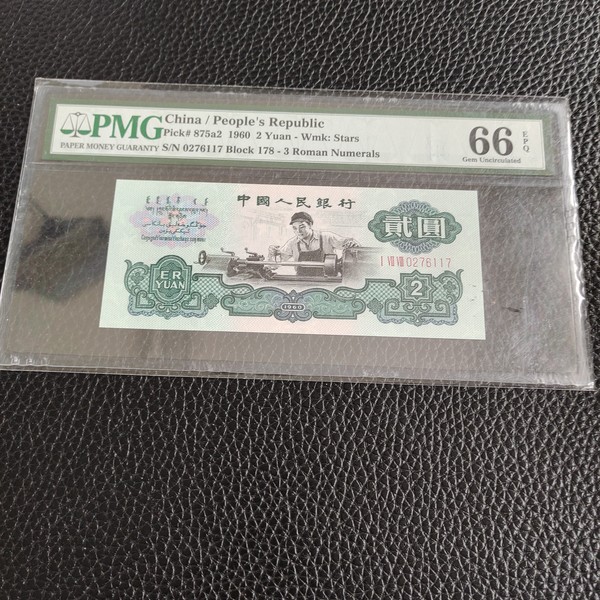 PMG
PAPER MONEY GUARANTY
China / People's Republic
Pick# 875a2 1960 2 Yuan - Wmk: Stars
S/N 0276117 Block 178 - 3 Roman Numerals
66 EPQ
Gem Uncirculated
中國人民銀行
貳圓
I VII VIII 0276117
ER
YUAN
1960
2